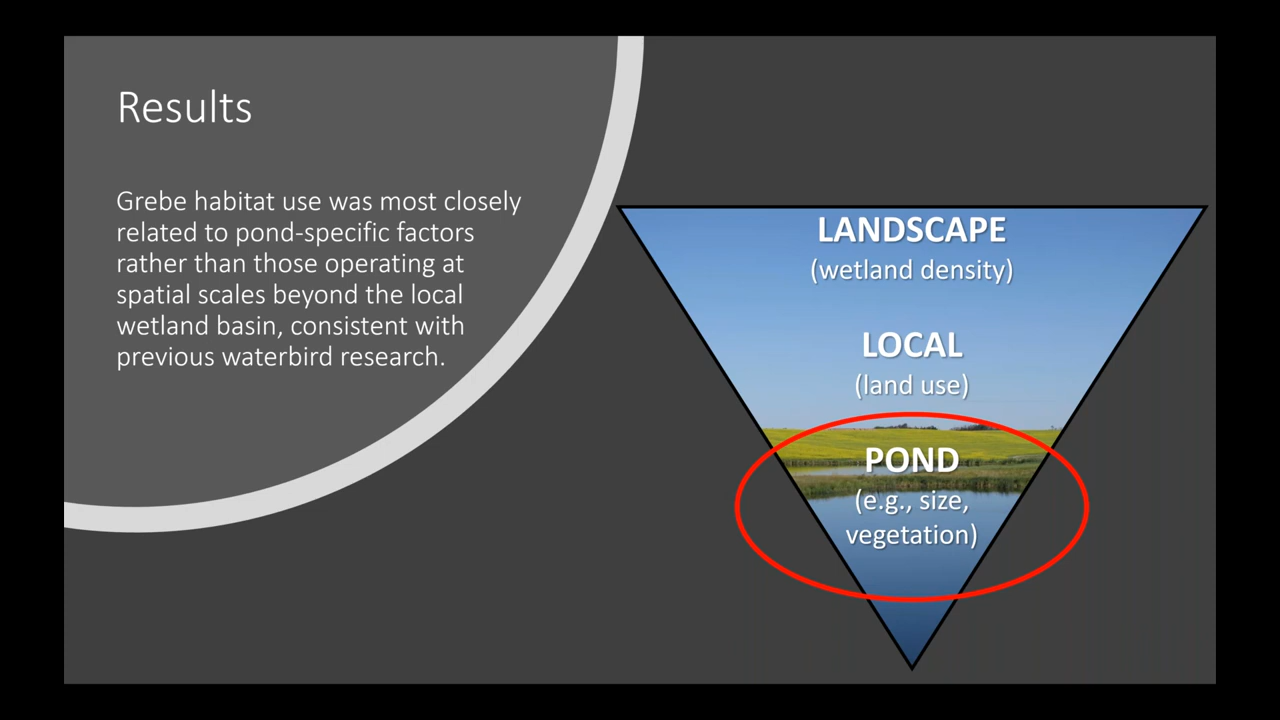 Results
Grebe habitat use was most closely
related to pond-specific factors
rather than those operating at
spatial scales beyond the local
wetland basin, consistent with
previous waterbird research.
LANDSCAPE
(wetland density)
LOCAL
(land use)
POND
(e.g., size,
vegetation)